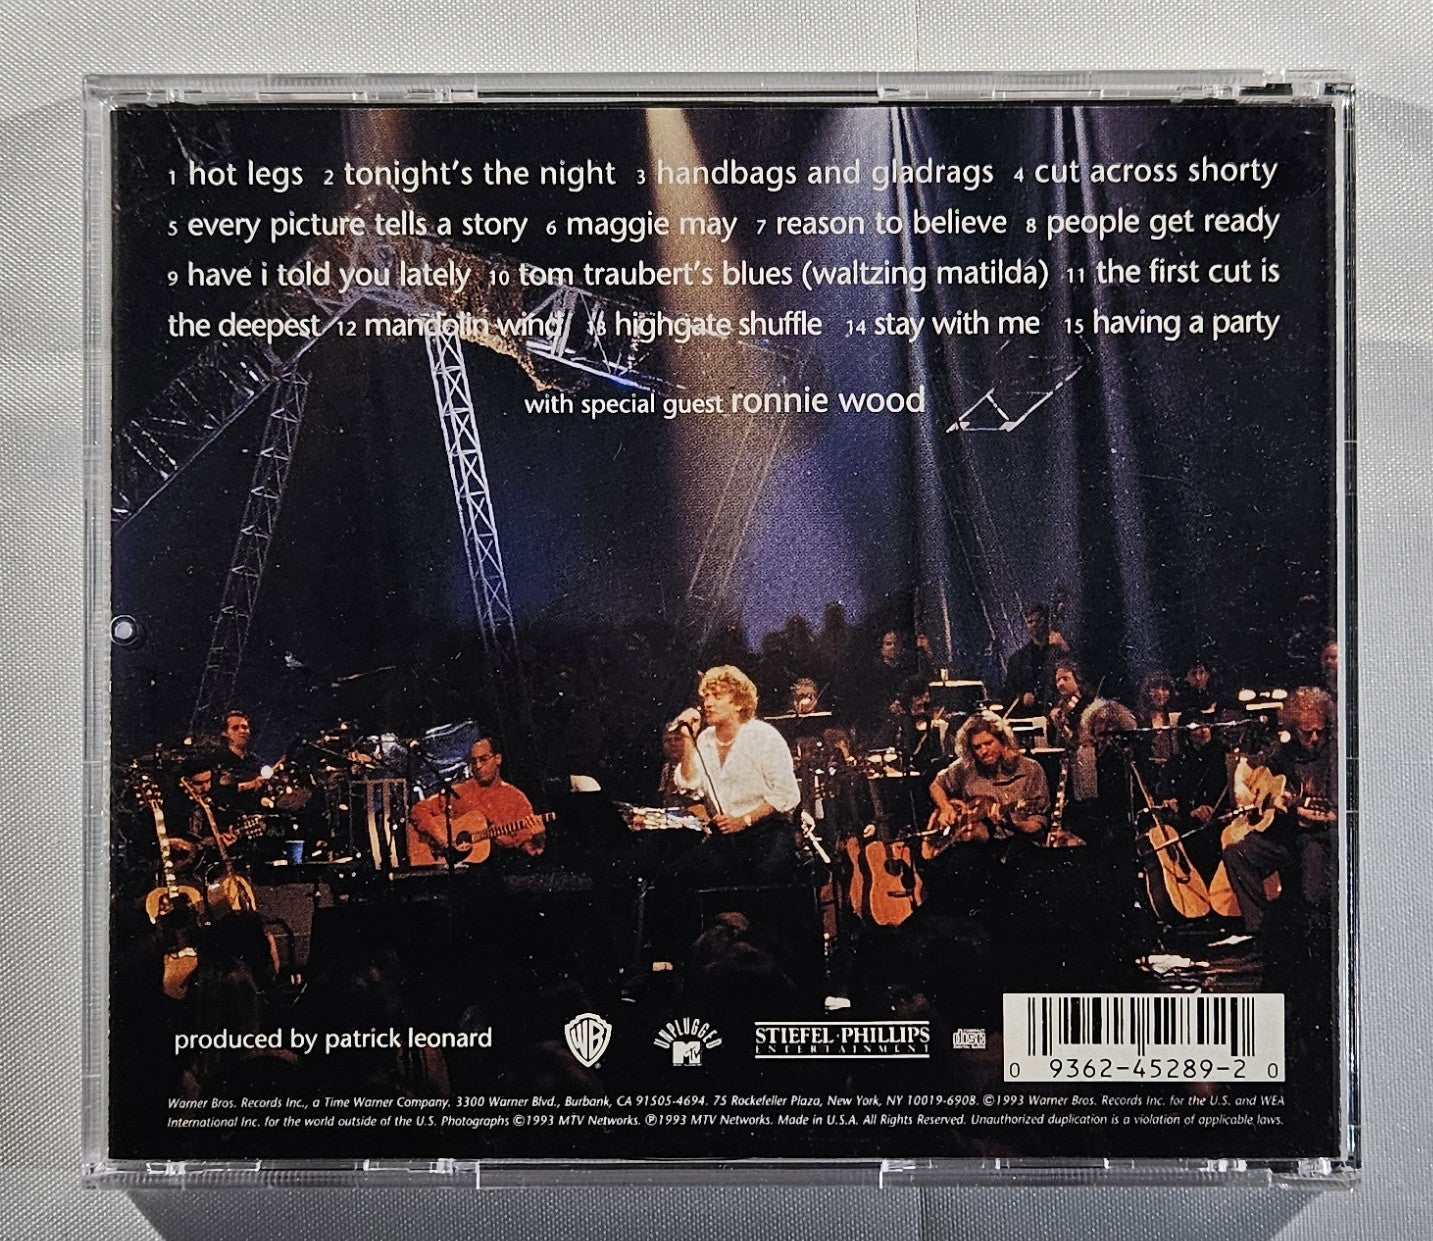 1 hot legs 2 tonight's the night 3 handbags and gladrags 4 cut across shorty
5 every picture tells a story 6 maggie may 7 reason to believe 8 people get ready
9 have i told you lately 10 tom traubert's blues (waltzing matilda) 11 the first cut is
the deepest 12 mandolin wind 13 highgate shuffle 14 stay with me 15 having a party
with special guest ronnie wood
produced by patrick leonard
WB
UNPLUGGED
MTV
STIEFEL·PHILLIPS
ENTERTAINMENT
COMPACT
disc
DIGITAL AUDIO
0 9362-45289-2 0
Warner Bros. Records Inc., a Time Warner Company. 3300 Warner Blvd., Burbank, CA 91505-4694. 75 Rockefeller Plaza, New York, NY 10019-6908. ©1993 Warner Bros. Records Inc. for the U.S. and WEA
International Inc. for the world outside of the U.S. Photographs ©1993 MTV Networks. ℗1993 MTV Networks. Made in U.S.A. All Rights Reserved. Unauthorized duplication is a violation of applicable laws.